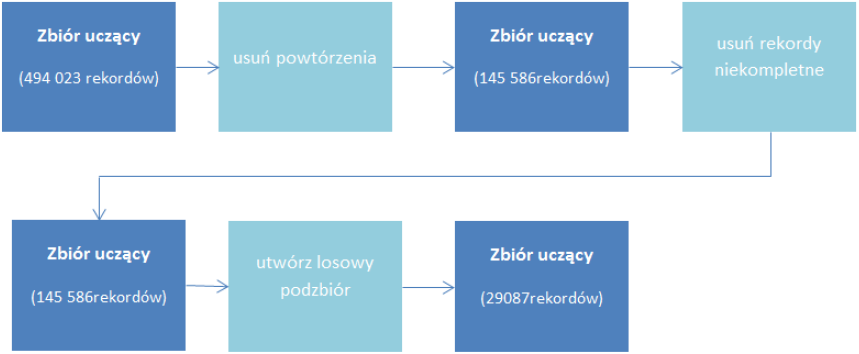 Zbiór uczący
(494 023 rekordów)
usuń powtórzenia
Zbiór uczący
(145 586rekordów)
usuń rekordy
niekompletne
Zbiór uczący
(145 586rekordów)
utwórz losowy
podzbiór
Zbiór uczący
(29087rekordów)